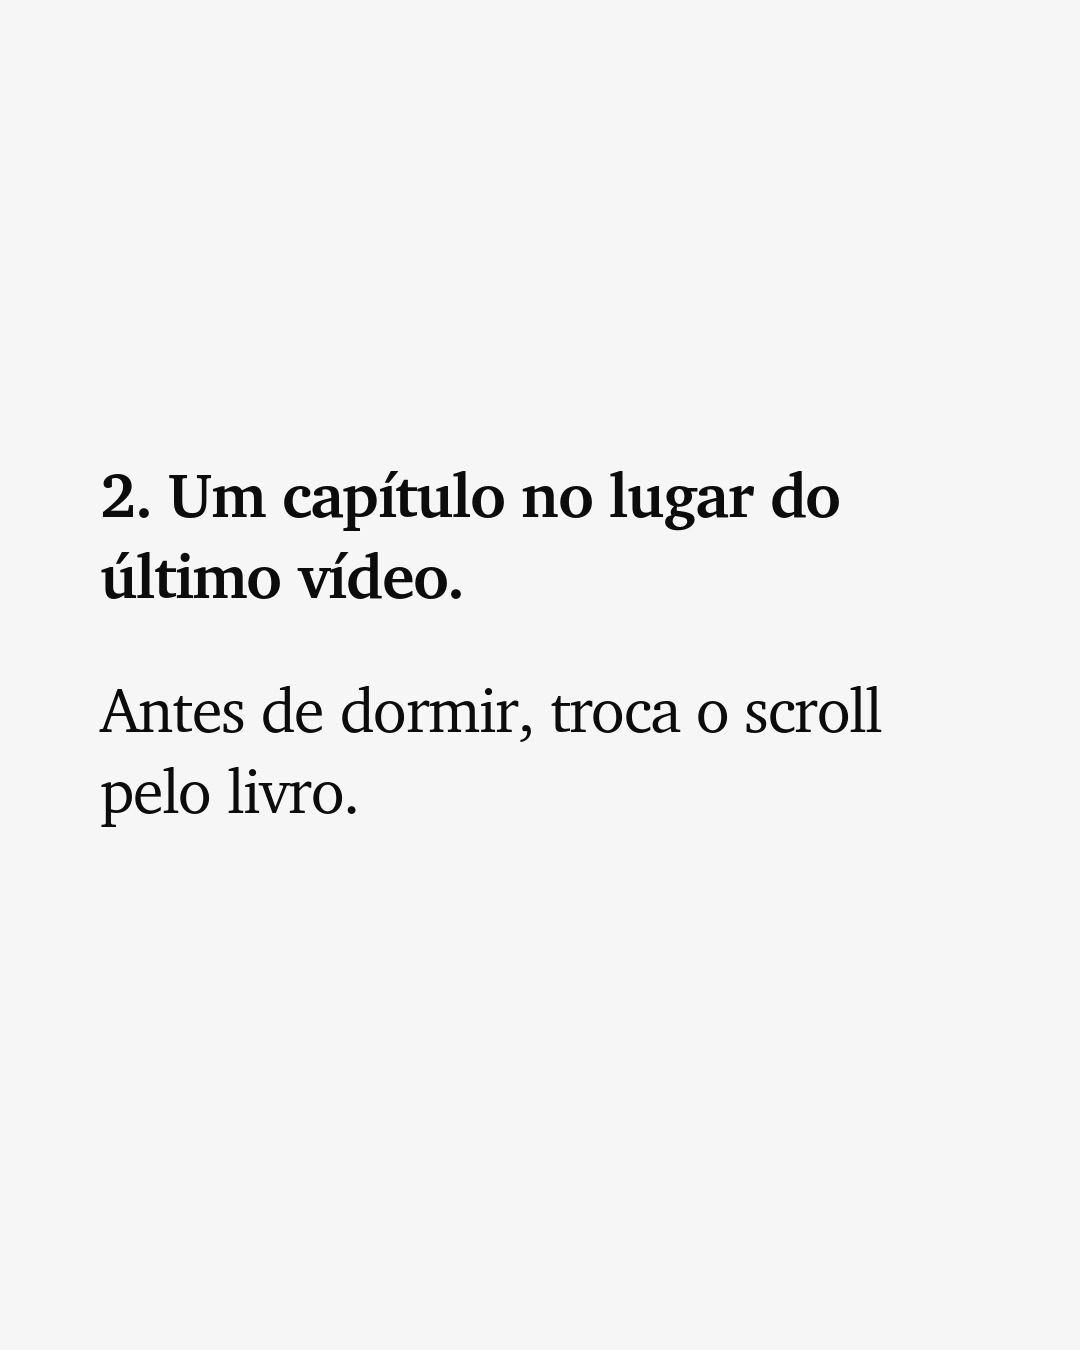 2. Um capítulo no lugar do
último vídeo.
Antes de dormir, troca o scroll
pelo livro.